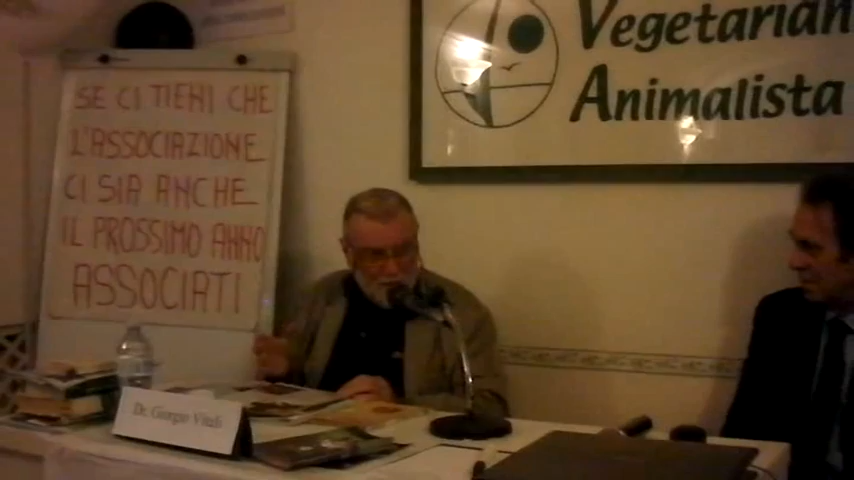 SE CI TIENI CHE
L'ASSOCIAZIONE
CI SIA ANCHE
IL PROSSIMO ANNO
ASSOCIATI
Vegetarian
Animalista
Dr. Giorgio Vitali